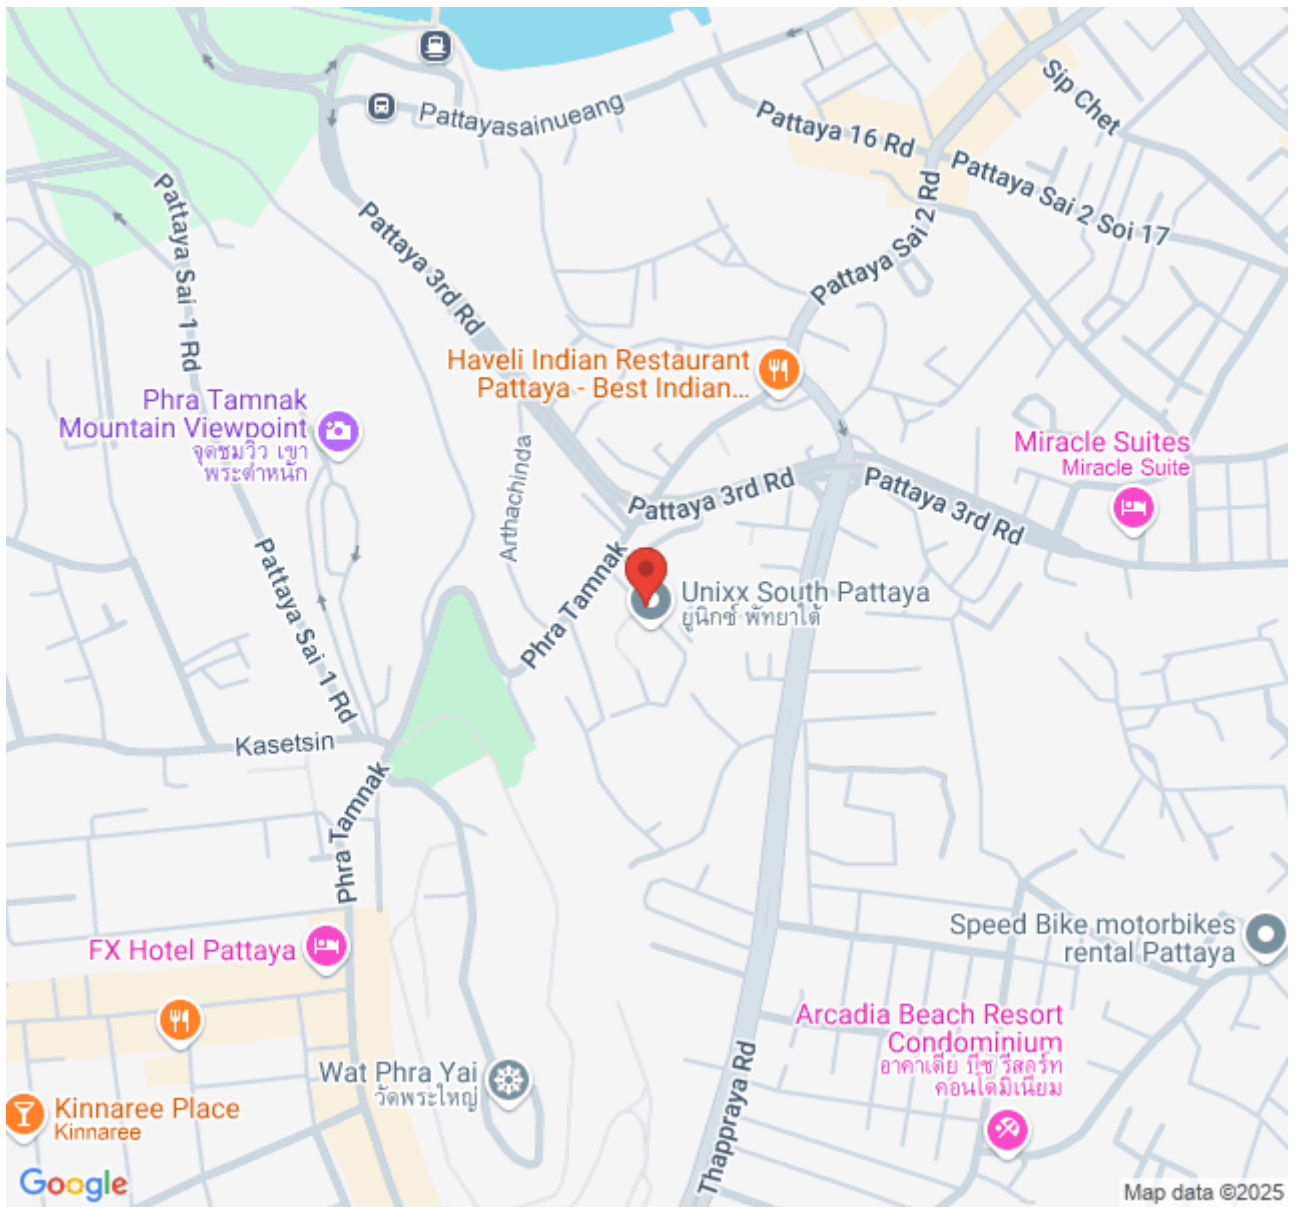 Sip Chet
Pattayasainueang
Pattaya 16 Rd
Pattaya Sai 2 Soi 17
Pattaya Sai 1 Rd
Pattaya 3rd Rd
Pattaya Sai 2 Rd
Haveli Indian Restaurant
Pattaya - Best Indian...
Phra Tamnak
Mountain Viewpoint
จุดชมวิว เขา
พระตำหนัก
Miracle Suites
Miracle Suite
Arthachinda
Pattaya 3rd Rd
Pattaya 3rd Rd
Pattaya Sai 1 Rd
Phra Tamnak
Unixx South Pattaya
ยูนิกซ์ พัทยาใต้
Kasetsin
Phra Tamnak
FX Hotel Pattaya
Speed Bike motorbikes
rental Pattaya
Arcadia Beach Resort
Condominium
อาคาเดีย บีช รีสอร์ท
คอนโดมิเนียม
Wat Phra Yai
วัดพระใหญ่
Thappraya Rd
Kinnaree Place
Kinnaree
Google
Map data ©2025